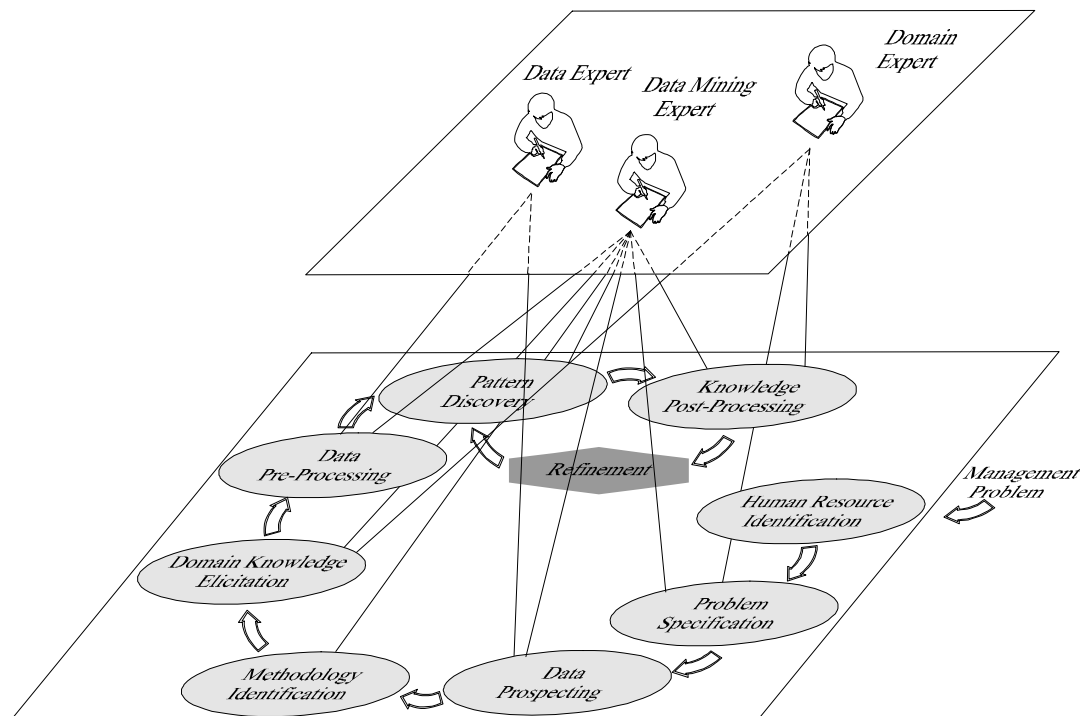 Domain
Expert
Data Expert
Data Mining
Expert
Pattern
Discovery
Knowledge
Post-Processing
Data
Pre-Processing
Refinement
Management
Problem
Human Resource
Identification
Domain Knowledge
Elicitation
Problem
Specification
Methodology
Identification
Data
Prospecting